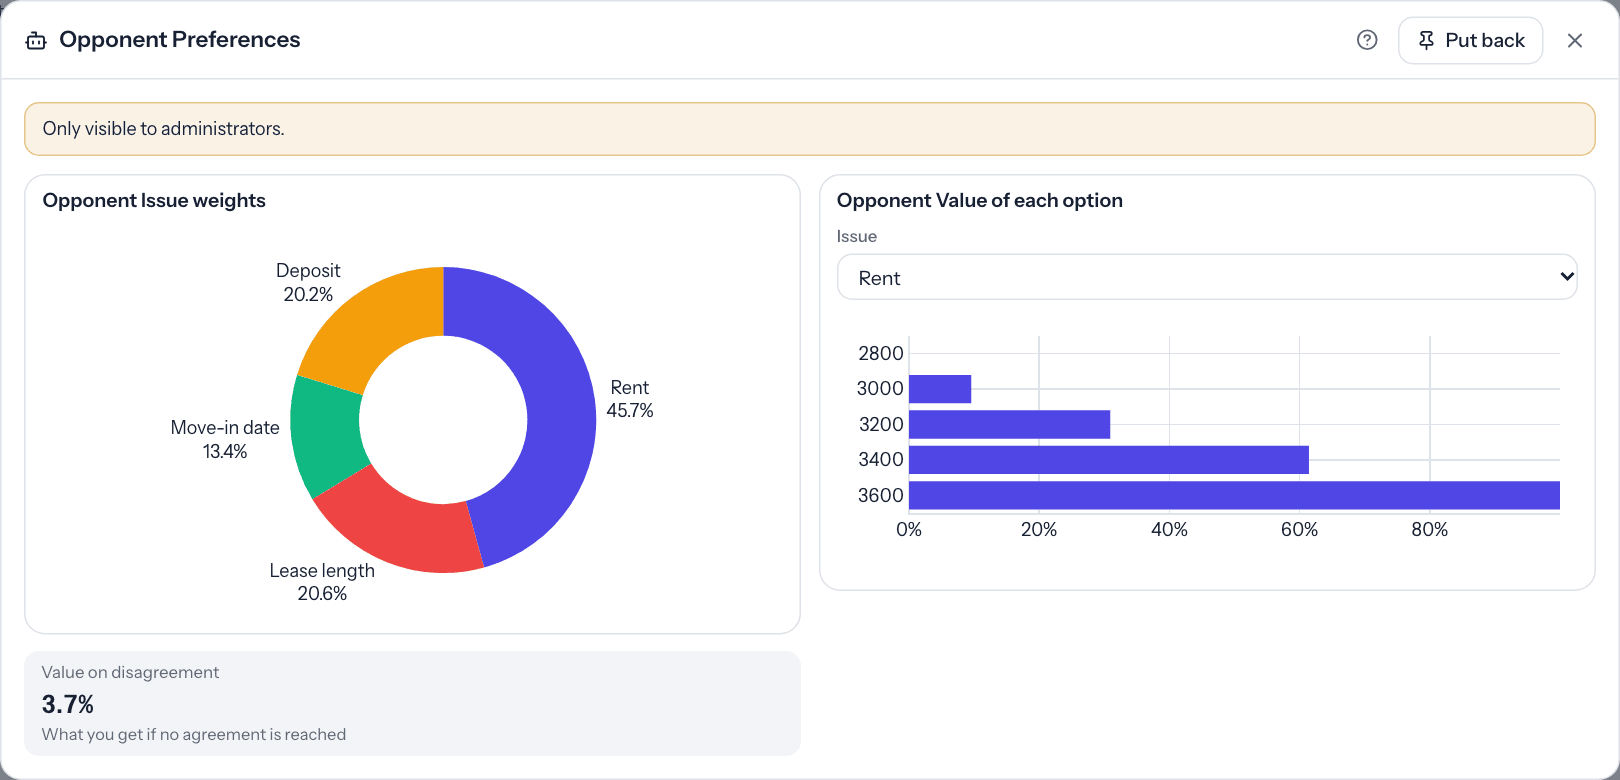 Opponent Preferences
Put back
Only visible to administrators.
Opponent Issue weights
Deposit
20.2%
Rent
45.7%
Move-in date
13.4%
Lease length
20.6%
Value on disagreement
3.7%
What you get if no agreement is reached
Opponent Value of each option
Issue
Rent
2800
3000
3200
3400
3600
0% 20% 40% 60% 80%